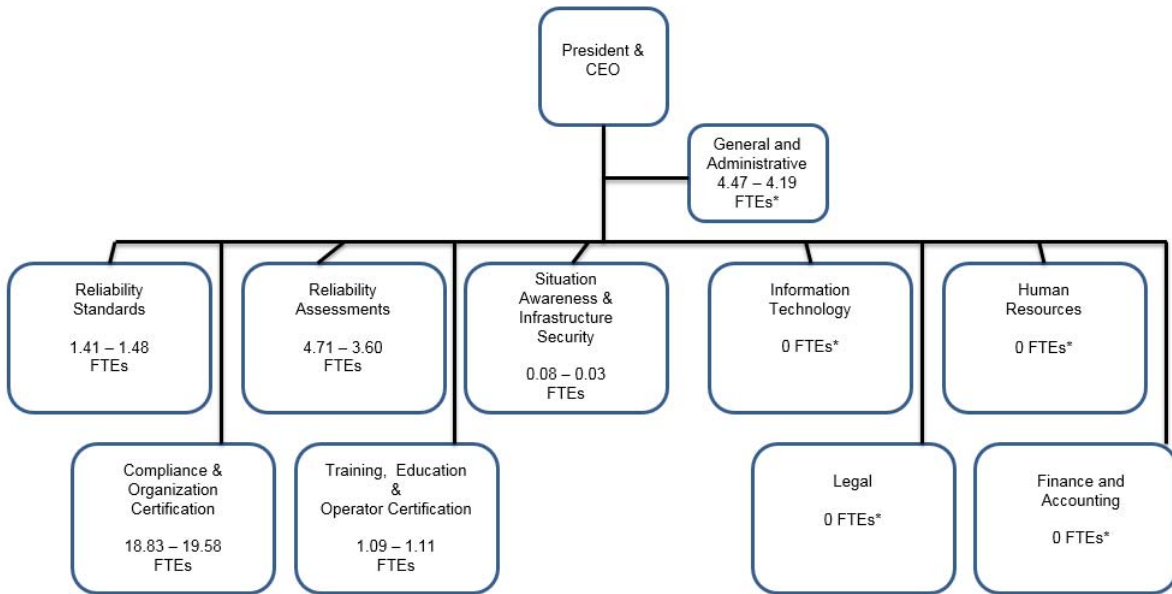 President &
CEO
General and
Administrative
4.47 – 4.19
FTEs*
Reliability
Standards
1.41 – 1.48
FTEs
Reliability
Assessments
4.71 – 3.60
FTEs
Situation
Awareness &
Infrastructure
Security
0.08 – 0.03
FTEs
Information
Technology
0 FTEs*
Human
Resources
0 FTEs*
Compliance &
Organization
Certification
18.83 – 19.58
FTEs
Training, Education
&
Operator Certification
1.09 – 1.11
FTEs
Legal
0 FTEs*
Finance and
Accounting
0 FTEs*